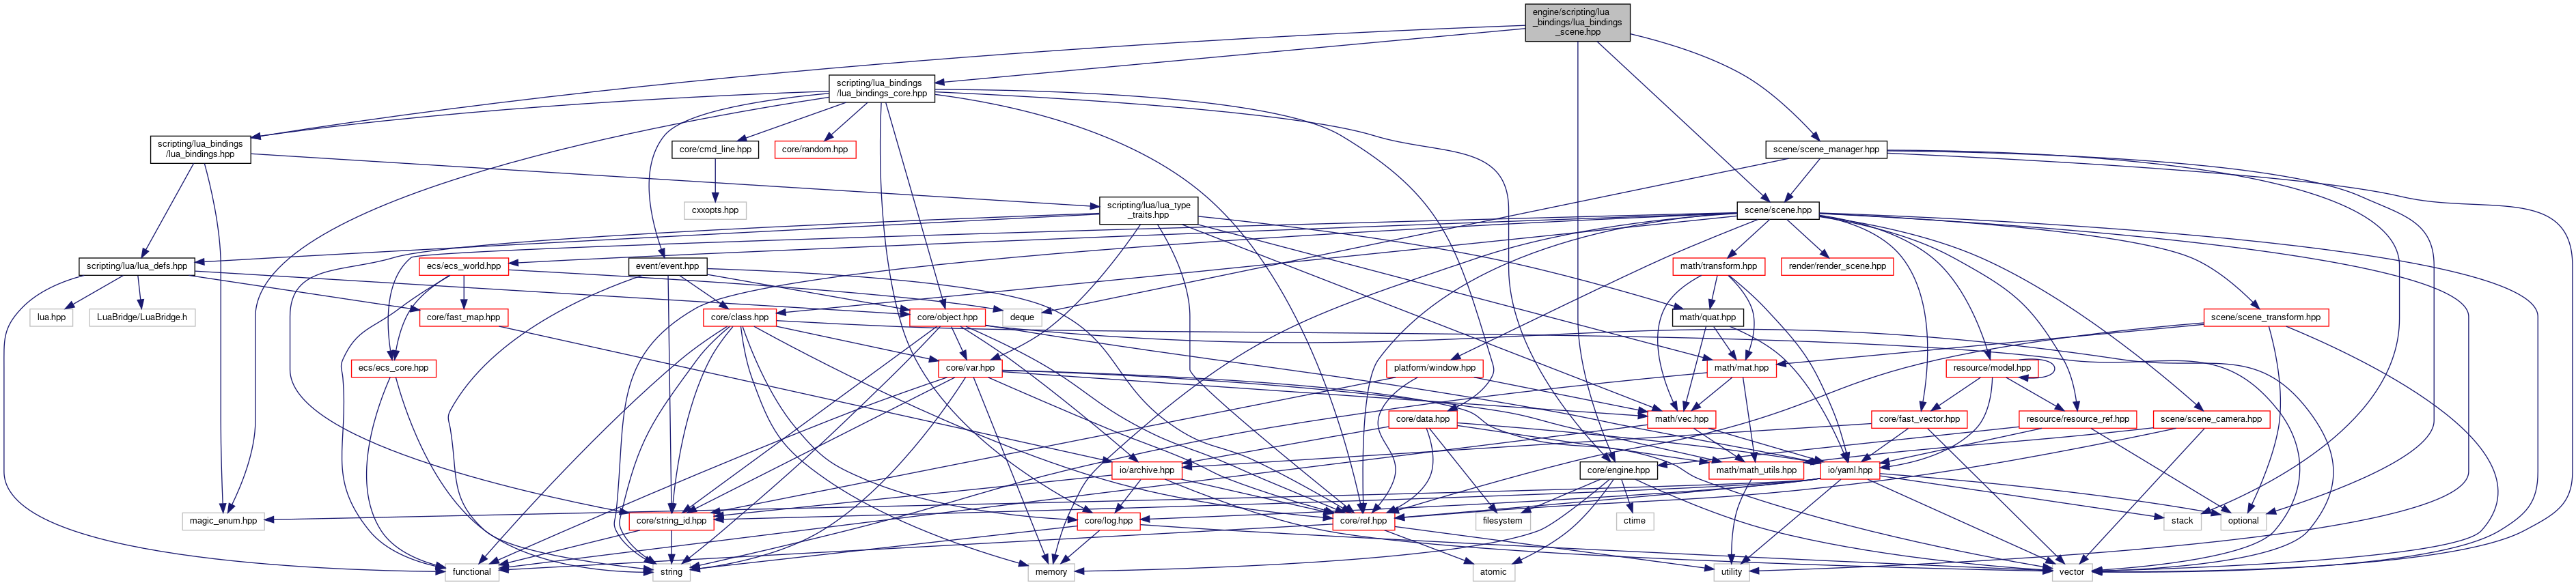 engine/scripting/lua
_bindings/lua_bindings
_scene.hpp
scripting/lua_bindings
/lua_bindings_core.hpp
scripting/lua_bindings
/lua_bindings.hpp
core/cmd_line.hpp
core/random.hpp
scene/scene_manager.hpp
cxxopts.hpp
scripting/lua/lua_type
_traits.hpp
scene/scene.hpp
scripting/lua/lua_defs.hpp
ecs/ecs_world.hpp
event/event.hpp
math/transform.hpp
render/render_scene.hpp
lua.hpp
LuaBridge/LuaBridge.h
core/fast_map.hpp
core/class.hpp
core/object.hpp
deque
math/quat.hpp
scene/scene_transform.hpp
ecs/ecs_core.hpp
core/var.hpp
platform/window.hpp
math/mat.hpp
resource/model.hpp
core/data.hpp
math/vec.hpp
core/fast_vector.hpp
resource/resource_ref.hpp
scene/scene_camera.hpp
io/archive.hpp
core/engine.hpp
math/math_utils.hpp
io/yaml.hpp
magic_enum.hpp
core/string_id.hpp
core/log.hpp
core/ref.hpp
filesystem
ctime
stack
optional
functional
string
memory
atomic
utility
vector